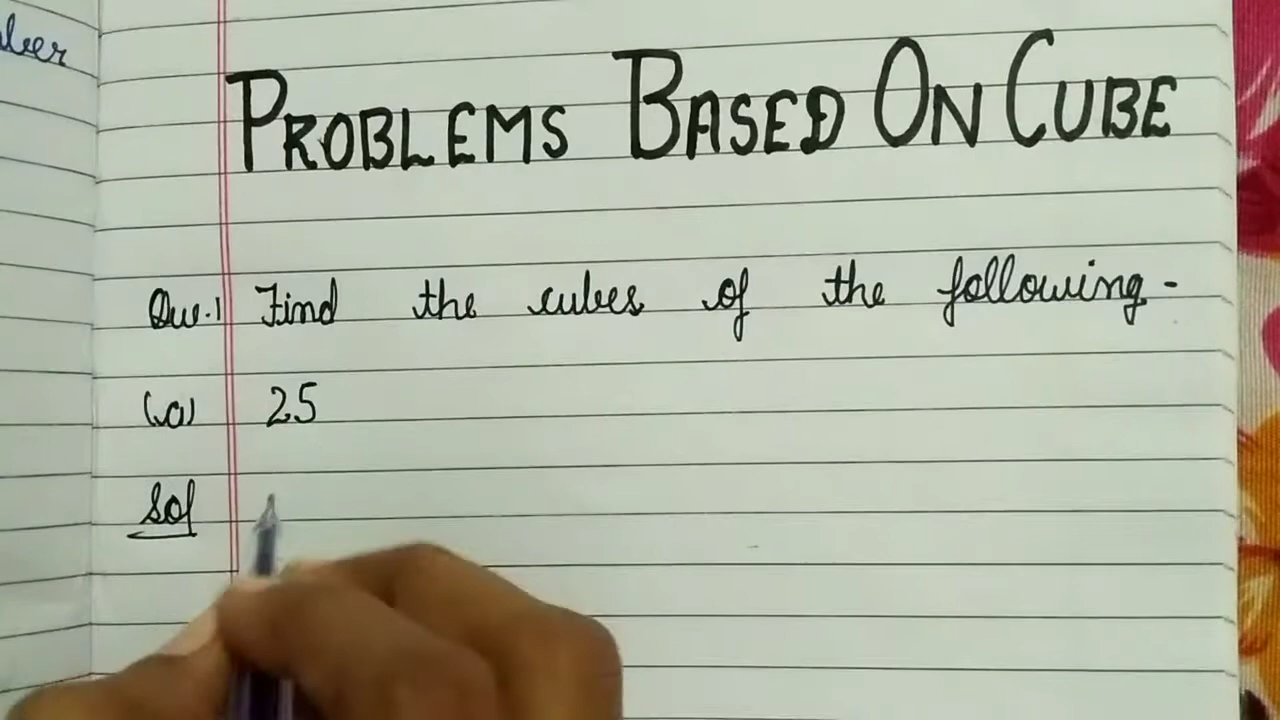 PROBLEMS BASED ON CUBE
Que.1 Find the cubes of the following-
(a) 25
Sol